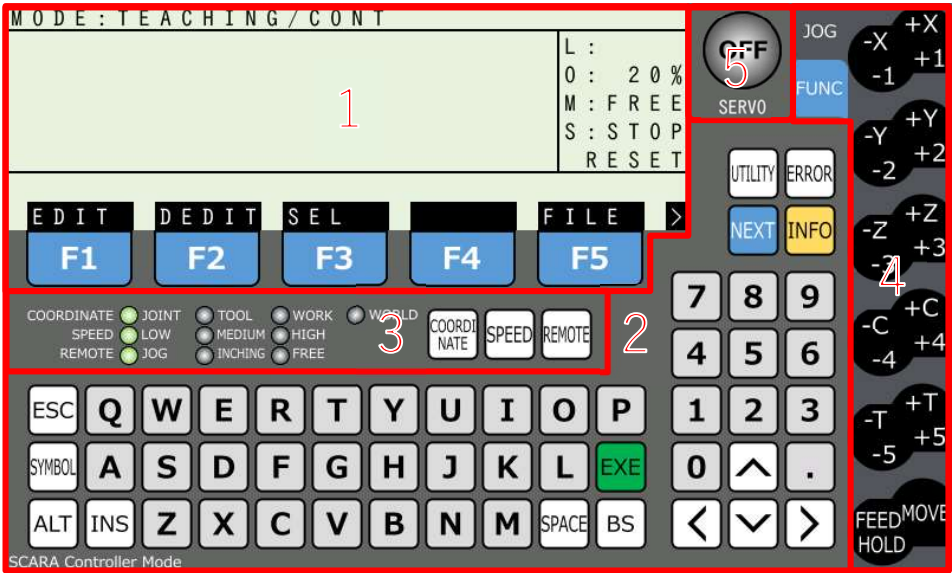 MODE:TEACHING/CONT
L:
O: 20%
M:FREE
S:STOP
RESET
1
EDIT DEDIT SEL FILE >
F1 F2 F3 F4 F5
OFF
5
SERVO
JOG
FUNC
UTILITY ERROR
NEXT INFO
COORDINATE JOINT TOOL WORK WORLD
SPEED LOW MEDIUM HIGH
REMOTE JOG INCHING FREE
3
COORDI
NATE
SPEED
REMOTE
2
7 8 9
4 5 6
1 2 3
0 ^ .
< >
ESC Q W E R T Y U I O P
SYMBOL A S D F G H J K L EXE
ALT INS Z X C V B N M SPACE BS
SCARA Controller Mode
-X +X
-1 +1
-Y +Y
-2 +2
-Z +Z
-3 +3
4
-C +C
-4 +4
-T +T
-5 +5
FEED
HOLD
MOVE